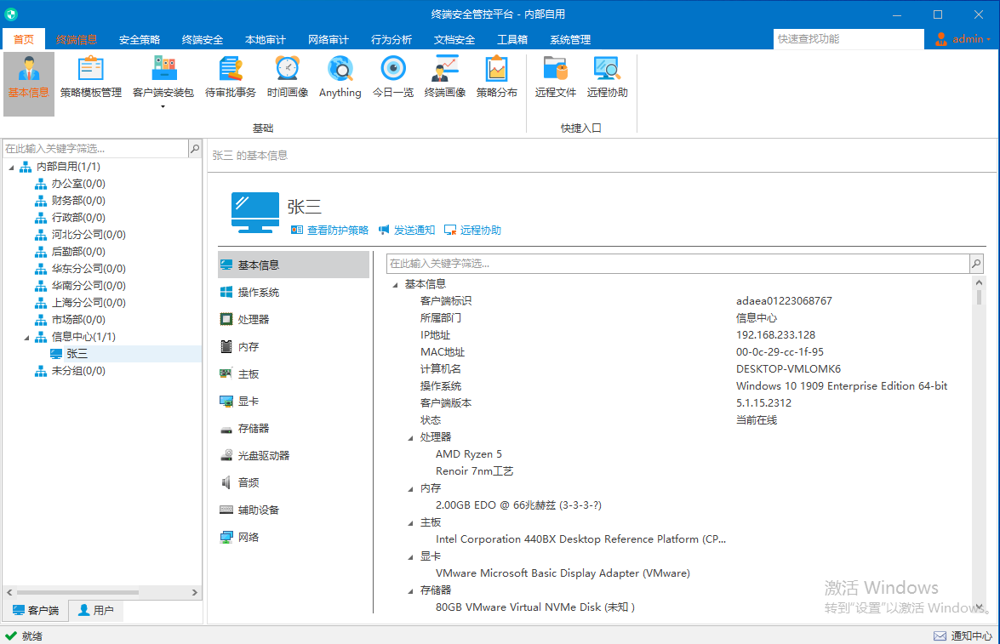 终端安全管控平台 - 内部自用
首页 终端信息 安全策略 终端安全 本地审计 网络审计 行为分析 文档安全 工具箱 系统管理 快速查找功能 admin
基本信息 策略模板管理 客户端安装包 待审批事务 时间画像 Anything 今日一览 终端画像 策略分布 远程文件 远程协助
基础 快捷入口
在此输入关键字筛选...
内部自用(1/1)
办公室(0/0)
财务部(0/0)
行政部(0/0)
河北分公司(0/0)
后勤部(0/0)
华东分公司(0/0)
华南分公司(0/0)
上海分公司(0/0)
市场部(0/0)
信息中心(1/1)
张三
未分组(0/0)
客户端 用户
张三 的基本信息
张三
查看防护策略 发送通知 远程协助
基本信息
操作系统
处理器
内存
主板
显卡
存储器
光盘驱动器
音频
辅助设备
网络
在此输入关键字筛选...
基本信息
客户端标识 adaea01223068767
所属部门 信息中心
IP地址 192.168.233.128
MAC地址 00-0c-29-cc-1f-95
计算机名 DESKTOP-VMLOMK6
操作系统 Windows 10 1909 Enterprise Edition 64-bit
客户端版本 5.1.15.2312
状态 当前在线
处理器
AMD Ryzen 5
Renoir 7nm工艺
内存
2.00GB EDO @ 66兆赫兹 (3-3-3-?)
主板
Intel Corporation 440BX Desktop Reference Platform (CP...
显卡
VMware Microsoft Basic Display Adapter (VMware)
存储器
80GB VMware Virtual NVMe Disk (未知 )
激活 Windows
转到"设置"以激活 Windows。
就绪 通知中心